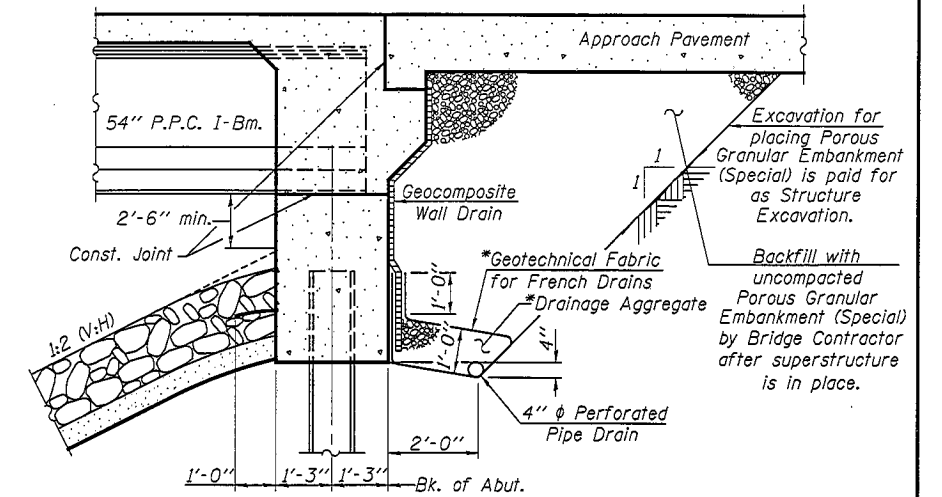 Approach Pavement
54" P.P.C. I-Bm.
Excavation for
placing Porous
Granular Embankment
(Special) is paid for
as Structure
Excavation.
1
1
Geocomposite
Wall Drain
2'-6" min.
Const. Joint
*Geotechnical Fabric
for French Drains
*Drainage Aggregate
Backfill with
uncompacted
Porous Granular
Embankment (Special)
by Bridge Contractor
after superstructure
is in place.
1'-0"
1'-0"
4"
1:2 (V:H)
4" ϕ Perforated
Pipe Drain
2'-0"
1'-0"
1'-3"
1'-3"
Bk. of Abut.